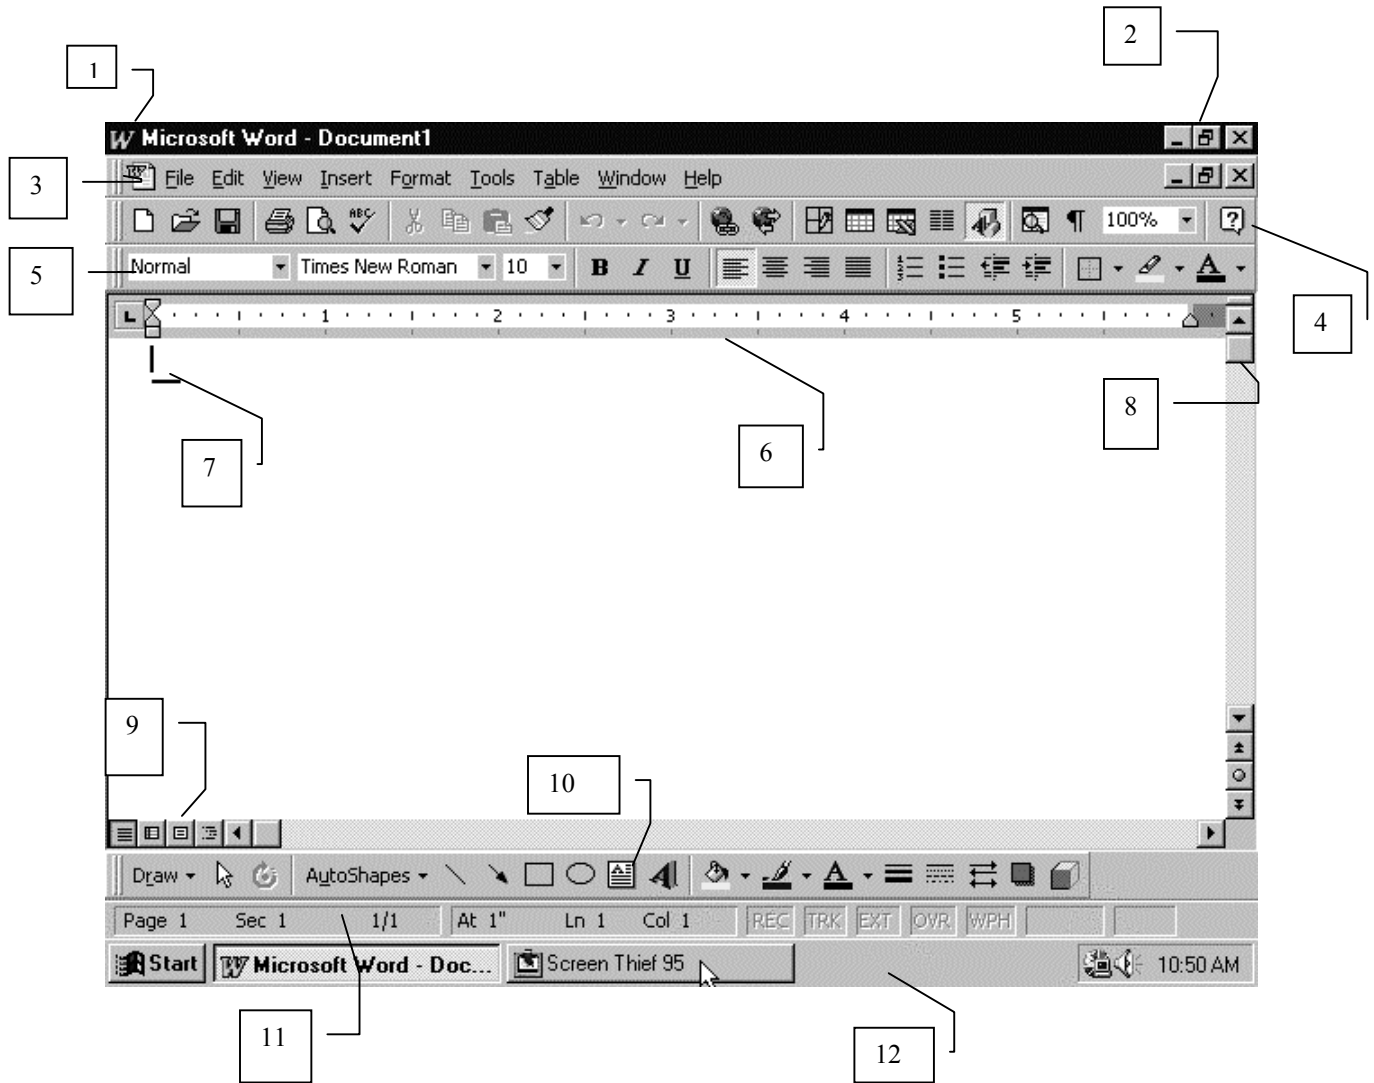 2
1
W Microsoft Word - Document1
3
File Edit View Insert Format Tools Table Window Help
ABC 100% ?
5
Normal Times New Roman 10 B I U A
4
L 1 2 3 4 5
8
7
6
9
10
Draw AutoShapes A A A
Page 1 Sec 1 1/1 At 1" Ln 1 Col 1 REC TRK EXT OVR WPH
Start W Microsoft Word - Doc... Screen Thief 95 10:50 AM
11
12